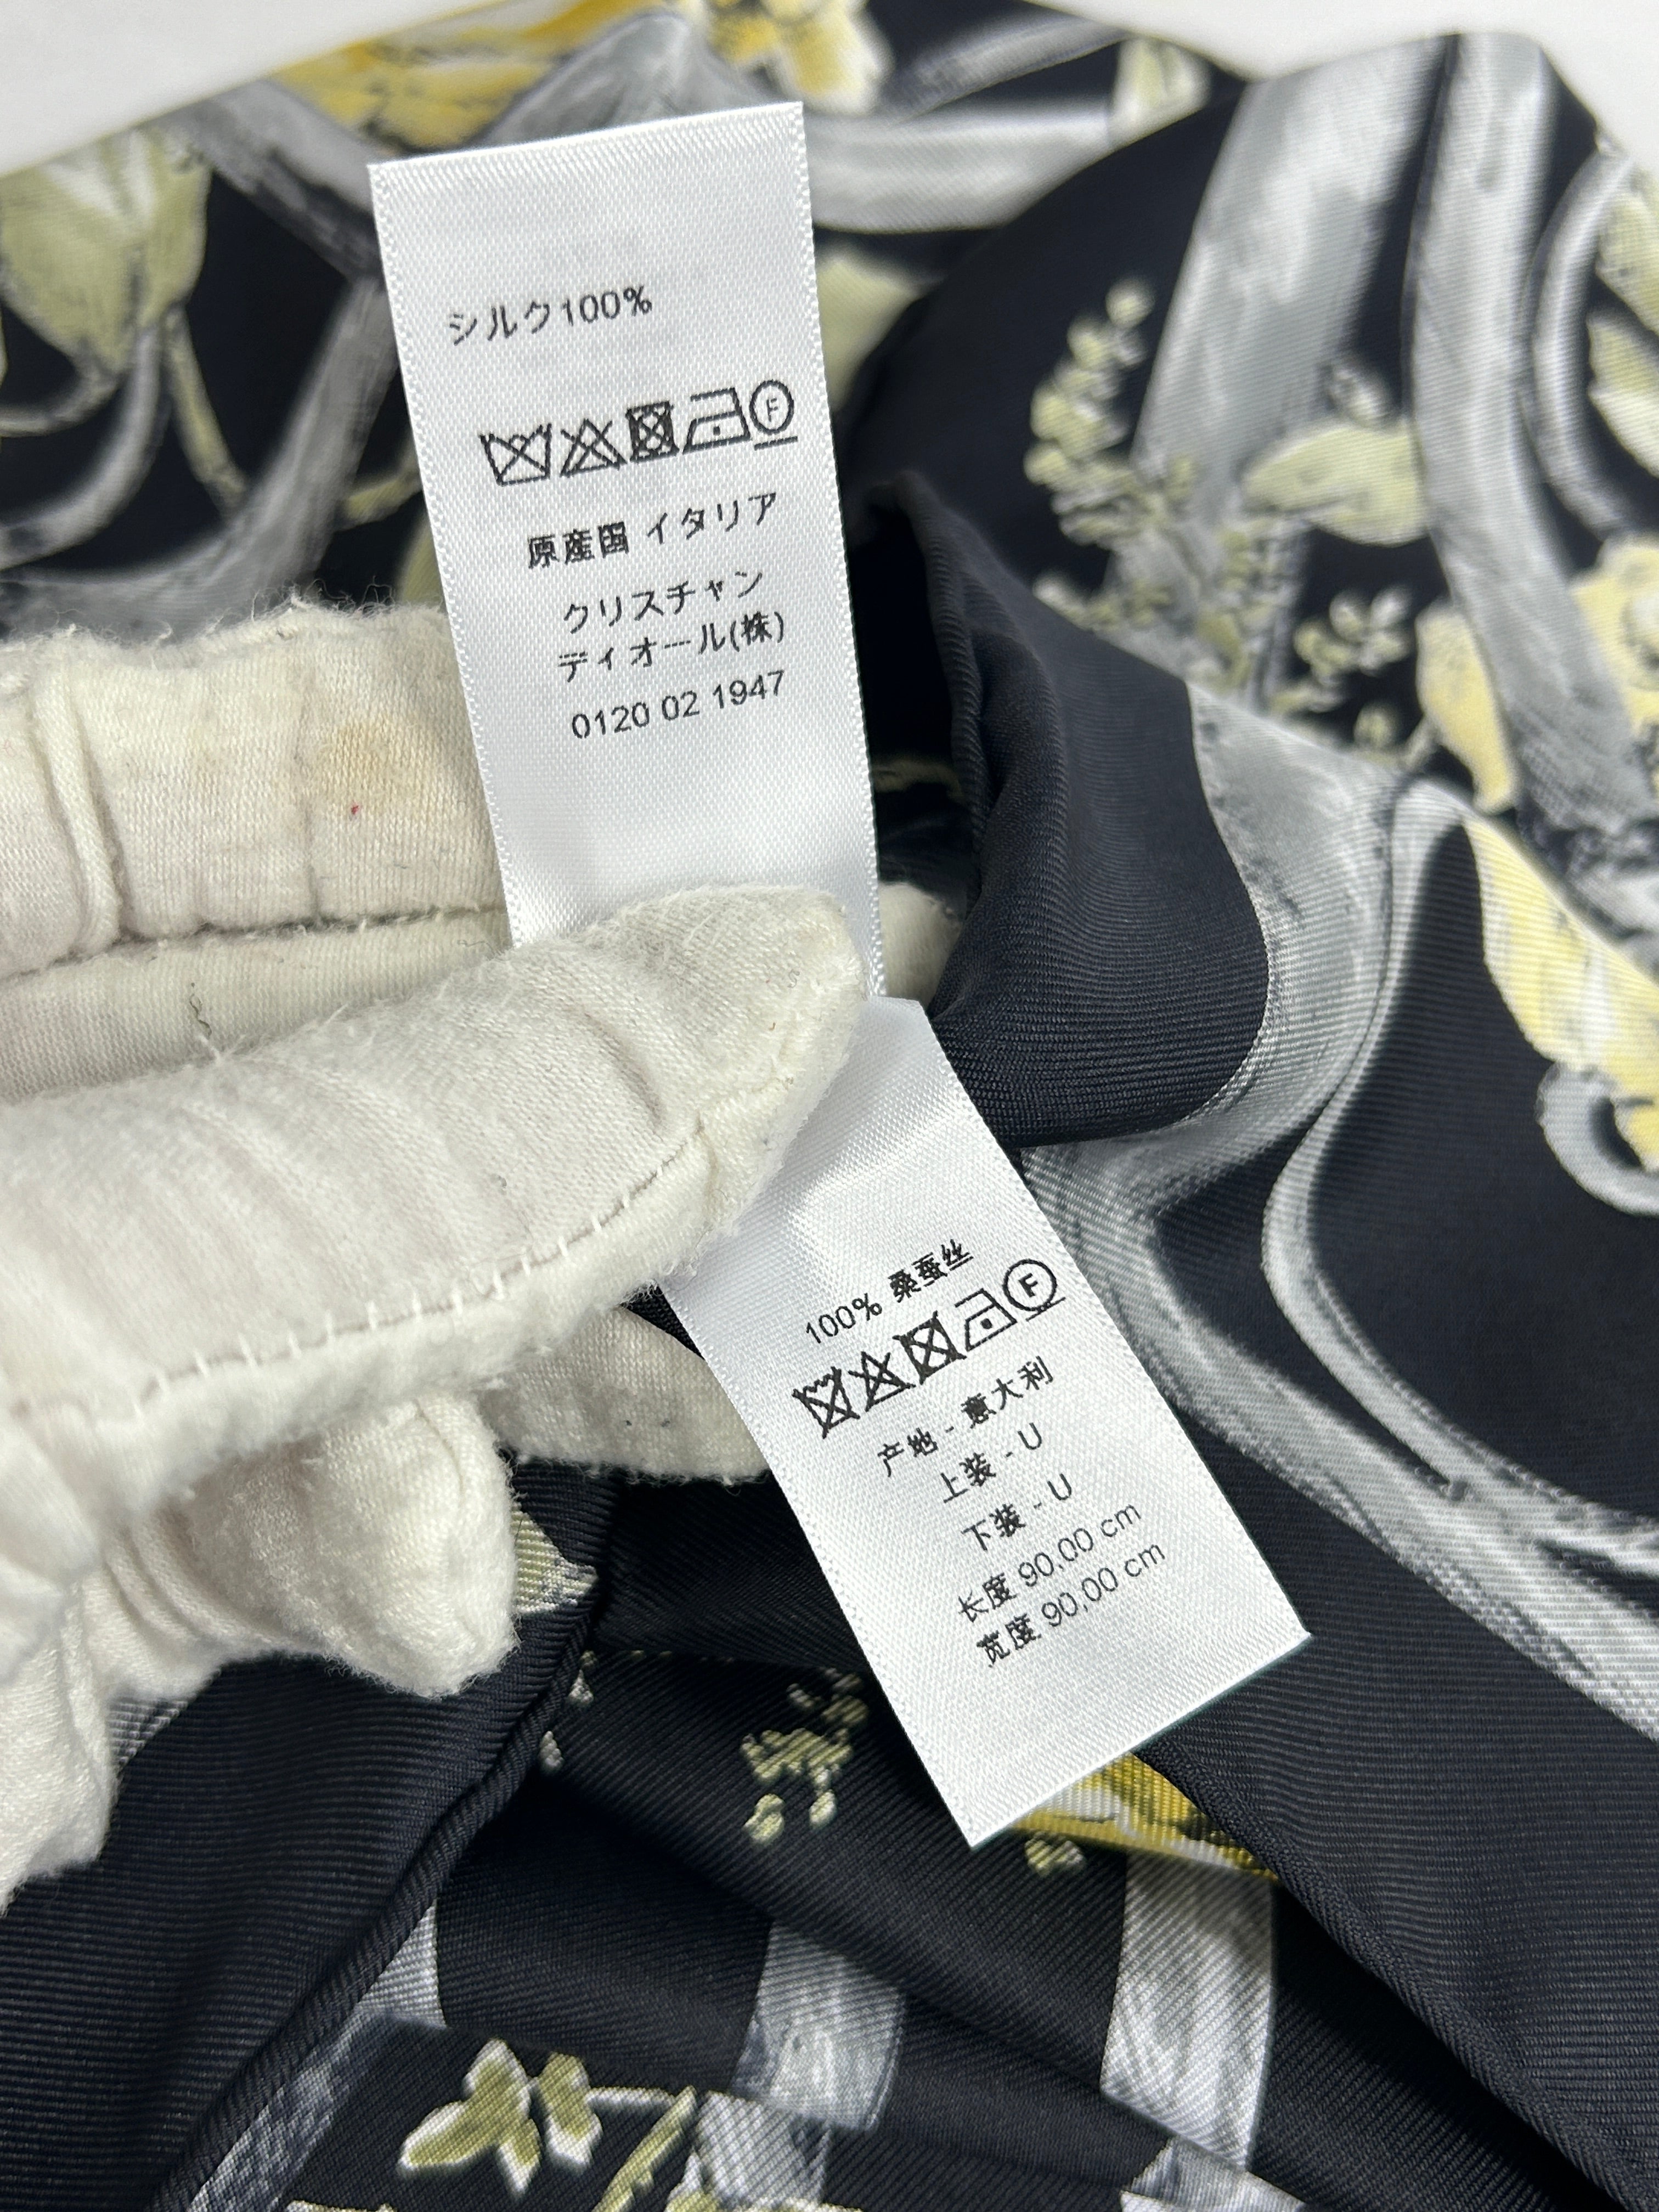 シルク100%
F
原産国 イタリア
クリスチャン
ディオール(株)
0120 02 1947
100% 桑蚕丝
F
产地 - 意大利
上装 - U
下装 - U
长度 90,00 cm
宽度 90,00 cm